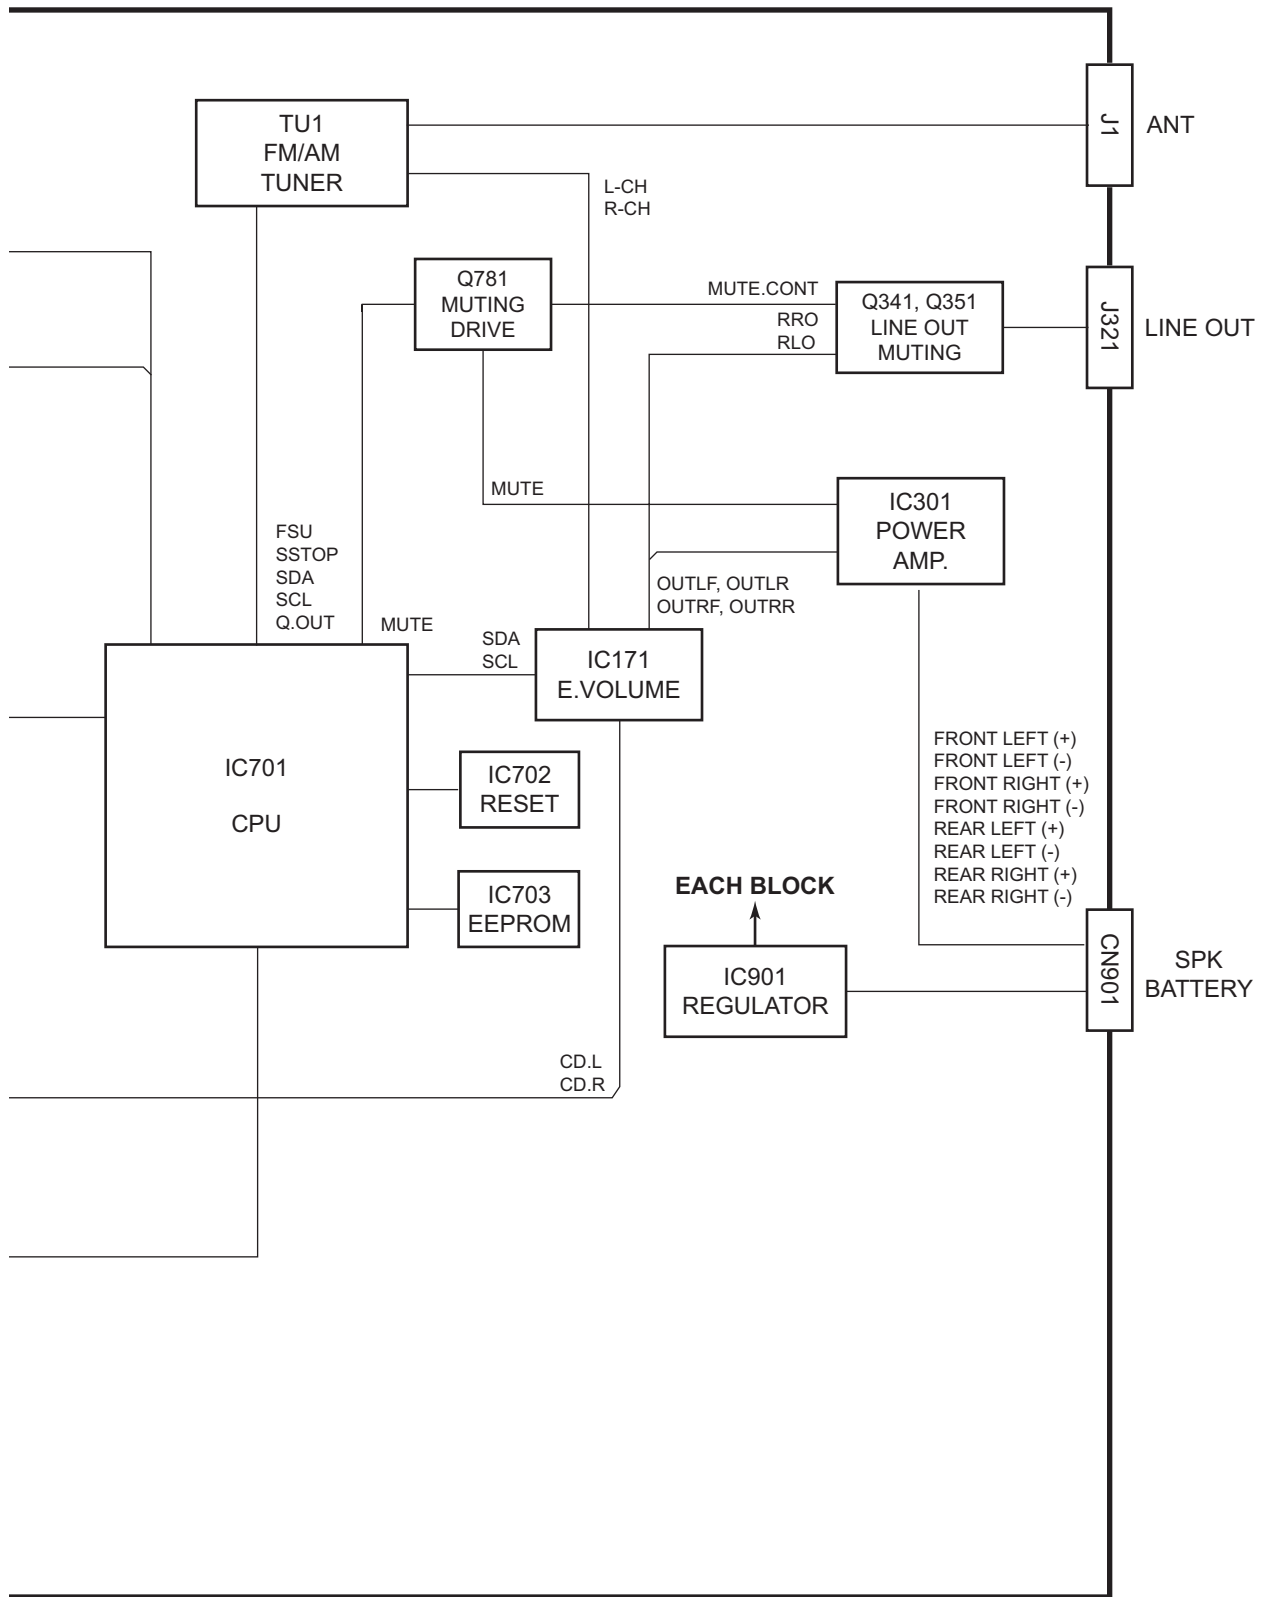 TU1
FM/AM
TUNER
J1
ANT
L-CH
R-CH
Q781
MUTING
DRIVE
MUTE.CONT
RRO
RLO
Q341, Q351
LINE OUT
MUTING
J321
LINE OUT
MUTE
IC301
POWER
AMP.
FSU
SSTOP
SDA
SCL
Q.OUT
MUTE
OUTLF, OUTLR
OUTRF, OUTRR
SDA
SCL
IC171
E.VOLUME
IC701
CPU
IC702
RESET
IC703
EEPROM
FRONT LEFT (+)
FRONT LEFT (-)
FRONT RIGHT (+)
FRONT RIGHT (-)
REAR LEFT (+)
REAR LEFT (-)
REAR RIGHT (+)
REAR RIGHT (-)
EACH BLOCK
IC901
REGULATOR
CN901
SPK
BATTERY
CD.L
CD.R